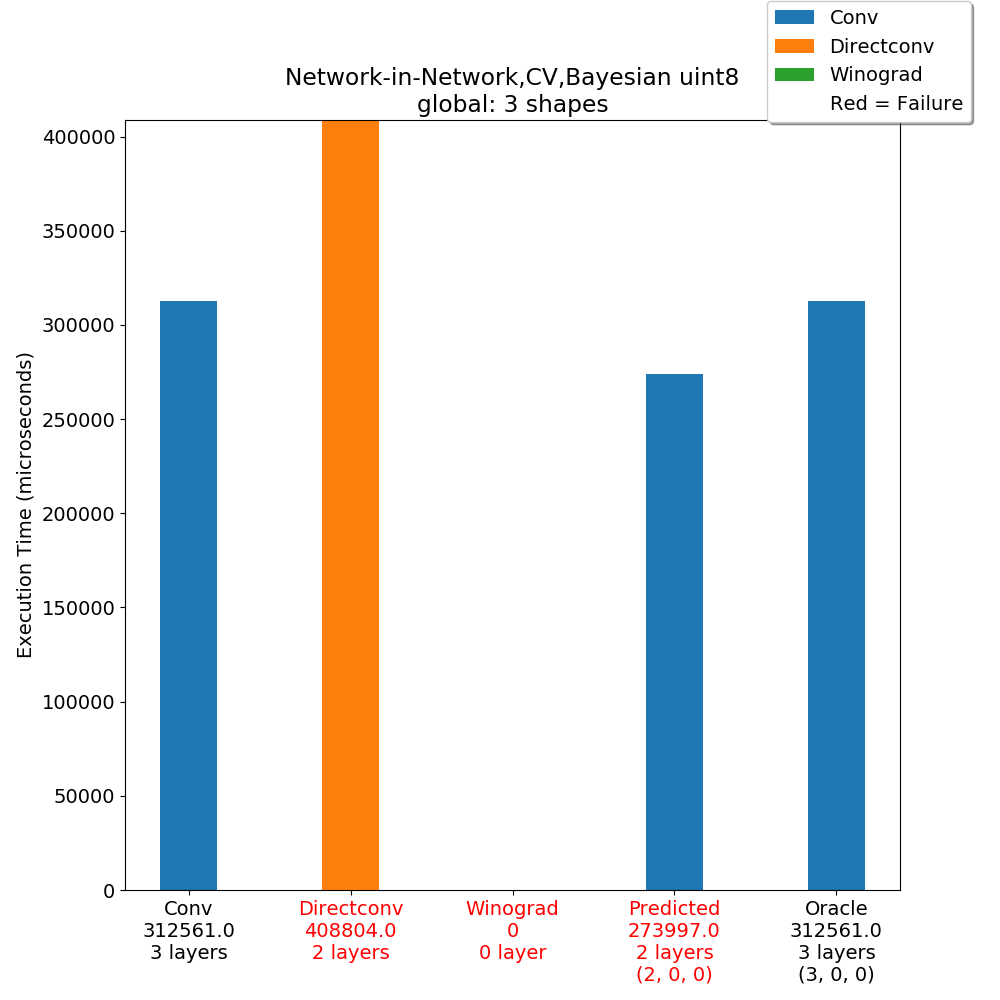 Conv
Directconv
Winograd
Red = Failure
Network-in-Network,CV,Bayesian uint8
global: 3 shapes
Execution Time (microseconds)
400000
350000
300000
250000
200000
150000
100000
50000
0
Conv
312561.0
3 layers
Directconv
408804.0
2 layers
Winograd
0
0 layer
Predicted
273997.0
2 layers
(2, 0, 0)
Oracle
312561.0
3 layers
(3, 0, 0)